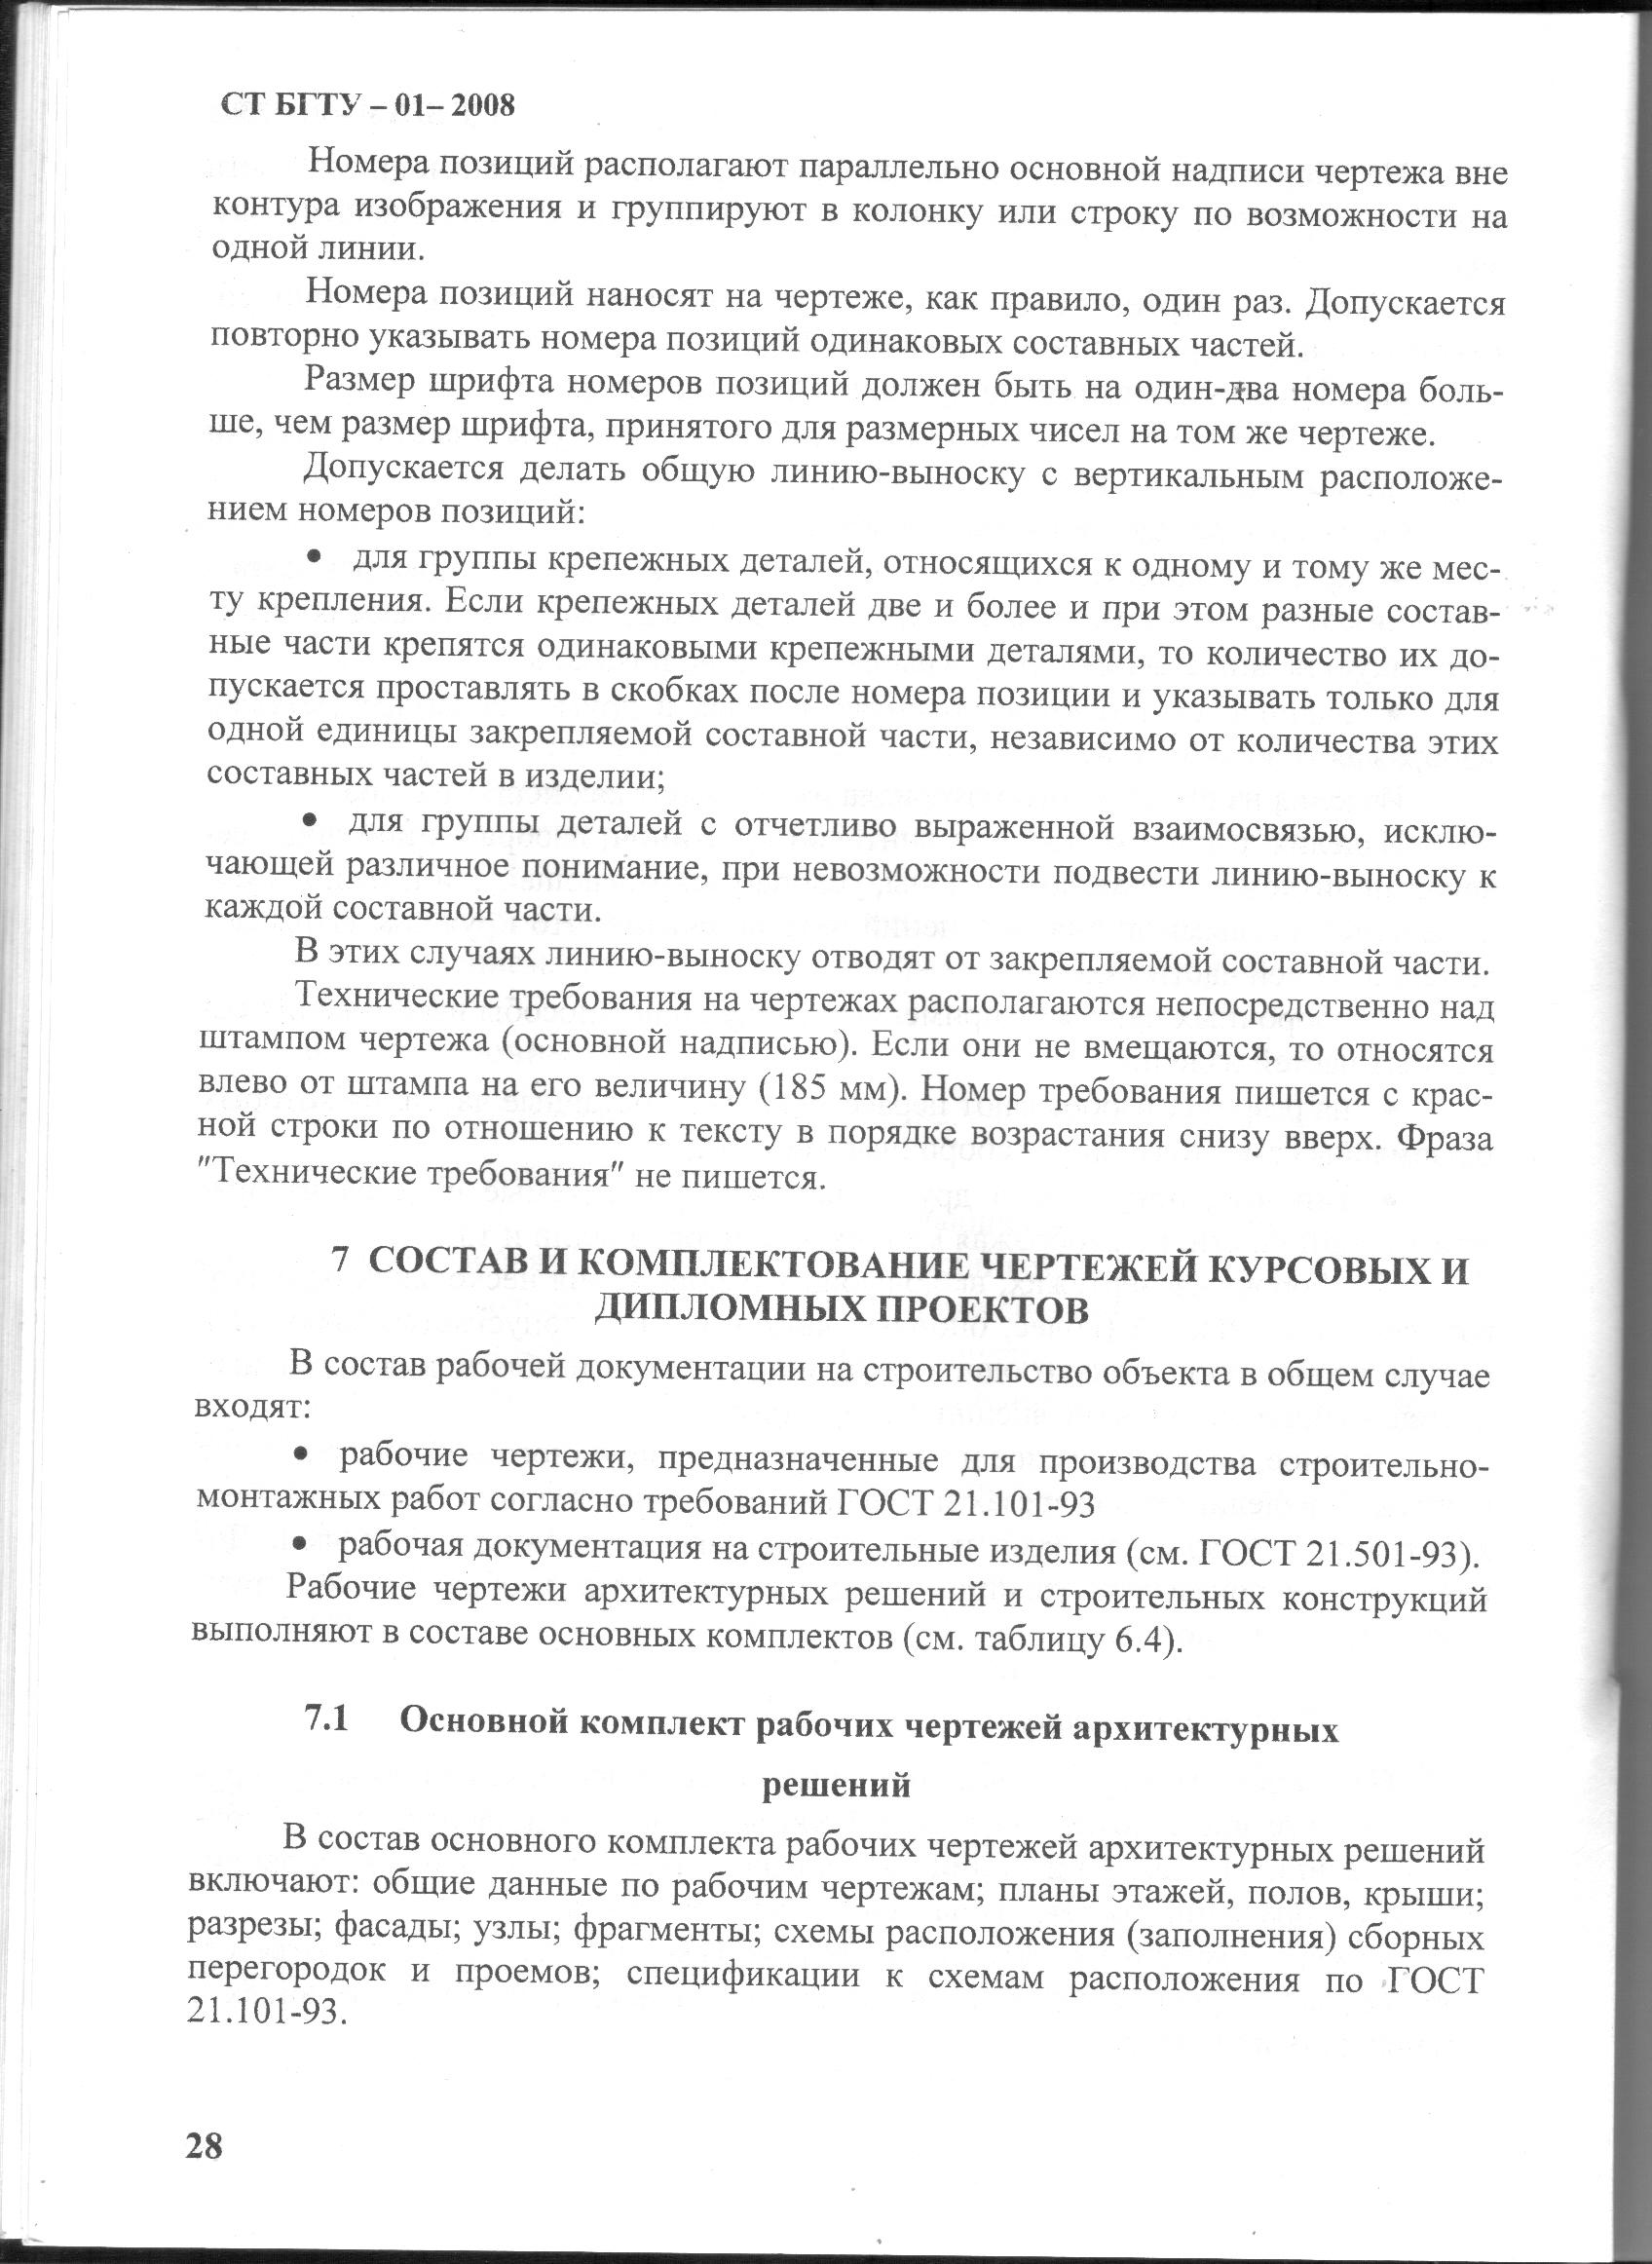 СТ БГТУ – 01– 2008
Номера позиций располагают параллельно основной надписи чертежа вне
контура изображения и группируют в колонку или строку по возможности на
одной линии.
Номера позиций наносят на чертеже, как правило, один раз. Допускается
повторно указывать номера позиций одинаковых составных частей.
Размер шрифта номеров позиций должен быть на один-два номера боль-
ше, чем размер шрифта, принятого для размерных чисел на том же чертеже.
Допускается делать общую линию-выноску с вертикальным расположе-
нием номеров позиций:
• для группы крепежных деталей, относящихся к одному и тому же мес-
ту крепления. Если крепежных деталей две и более и при этом разные состав-
ные части крепятся одинаковыми крепежными деталями, то количество их до-
пускается проставлять в скобках после номера позиции и указывать только для
одной единицы закрепляемой составной части, независимо от количества этих
составных частей в изделии;
• для группы деталей с отчетливо выраженной взаимосвязью, исклю-
чающей различное понимание, при невозможности подвести линию-выноску к
каждой составной части.
В этих случаях линию-выноску отводят от закрепляемой составной части.
Технические требования на чертежах располагаются непосредственно над
штампом чертежа (основной надписью). Если они не вмещаются, то относятся
влево от штампа на его величину (185 мм). Номер требования пишется с крас-
ной строки по отношению к тексту в порядке возрастания снизу вверх. Фраза
"Технические требования" не пишется.
7 СОСТАВ И КОМПЛЕКТОВАНИЕ ЧЕРТЕЖЕЙ КУРСОВЫХ И
ДИПЛОМНЫХ ПРОЕКТОВ
В состав рабочей документации на строительство объекта в общем случае
входят:
• рабочие чертежи, предназначенные для производства строительно-
монтажных работ согласно требований ГОСТ 21.101-93
• рабочая документация на строительные изделия (см. ГОСТ 21.501-93).
Рабочие чертежи архитектурных решений и строительных конструкций
выполняют в составе основных комплектов (см. таблицу 6.4).
7.1 Основной комплект рабочих чертежей архитектурных
решений
В состав основного комплекта рабочих чертежей архитектурных решений
включают: общие данные по рабочим чертежам; планы этажей, полов, крыши;
разрезы; фасады; узлы; фрагменты; схемы расположения (заполнения) сборных
перегородок и проемов; спецификации к схемам расположения по ГОСТ
21.101-93.
28